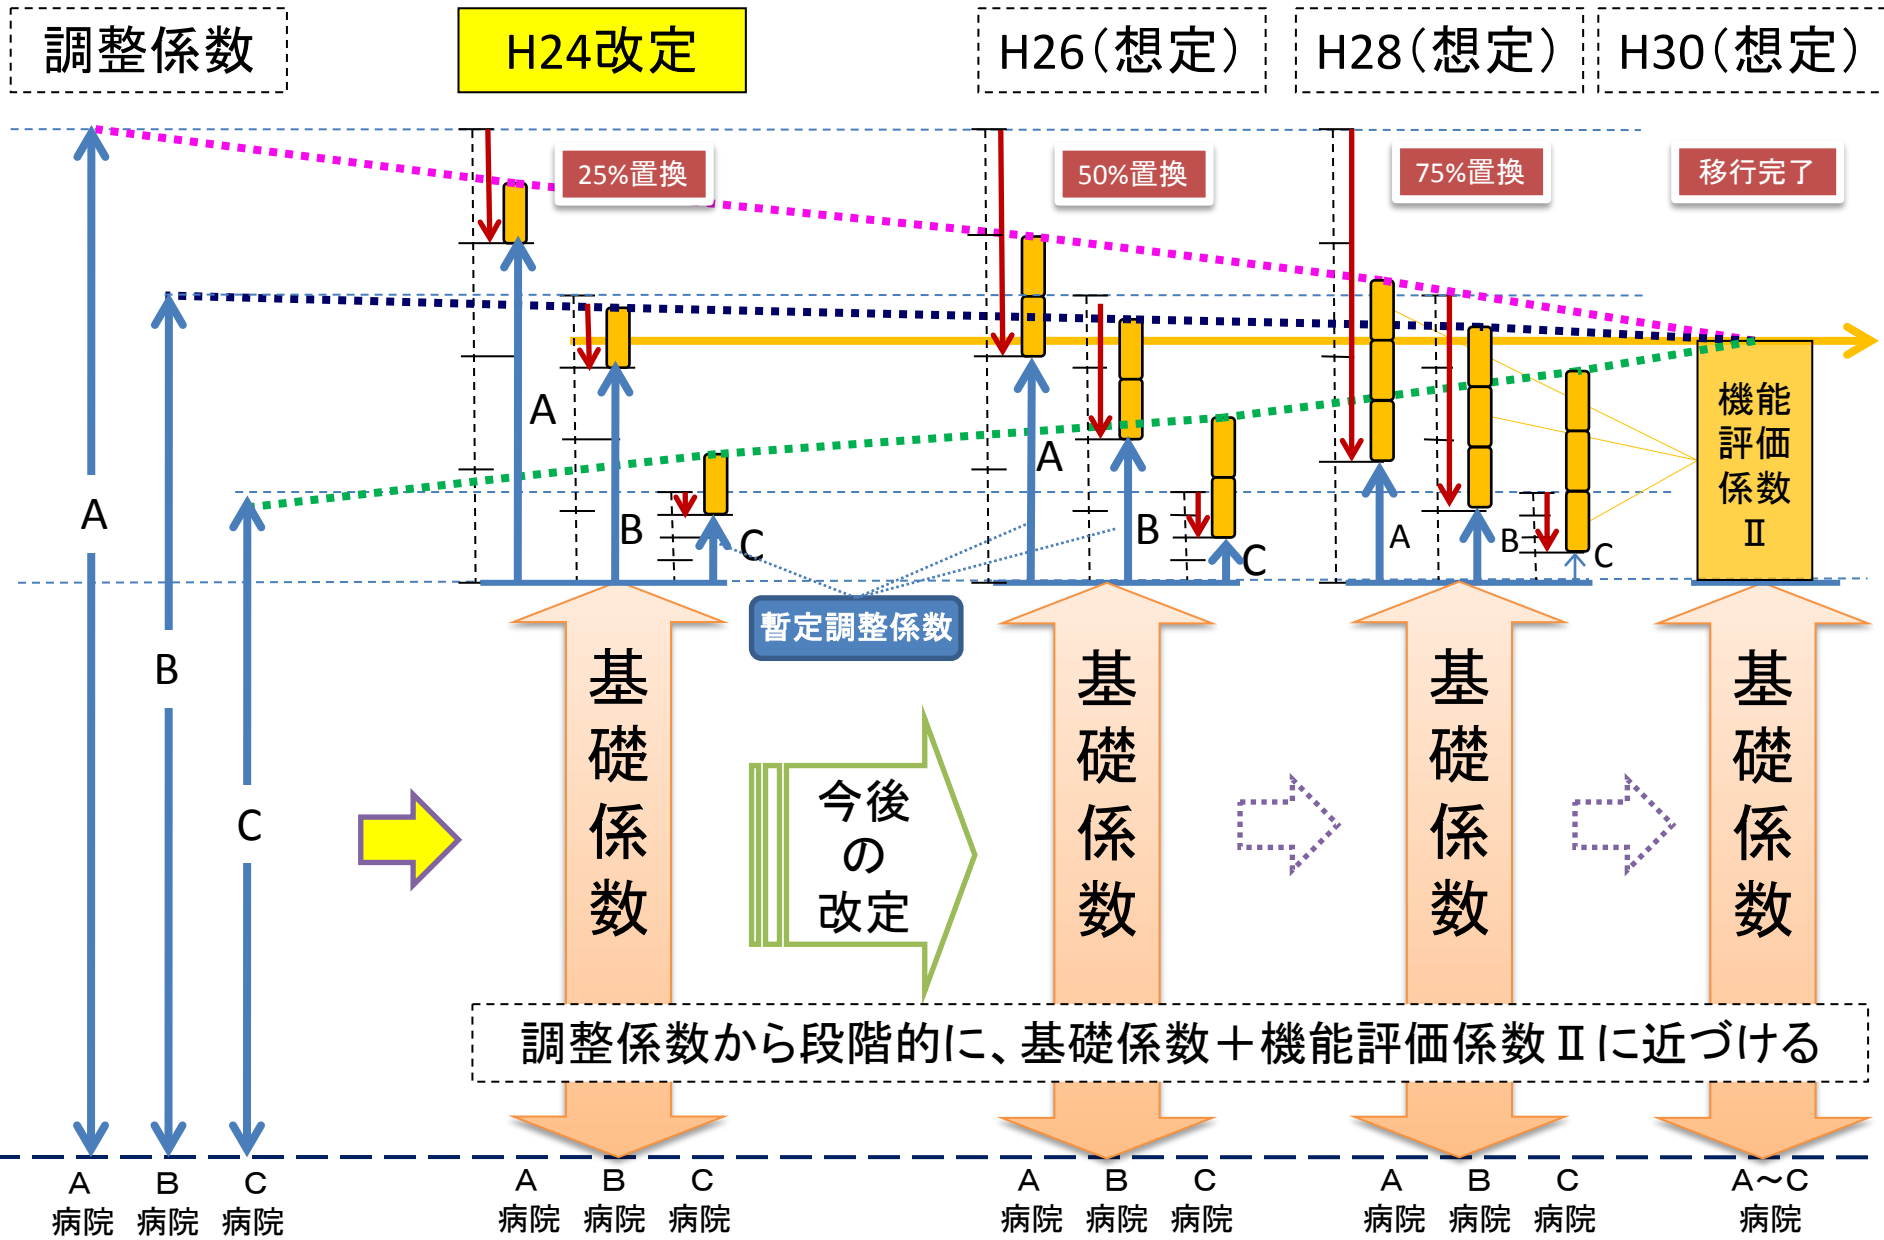 調整係数
H24改定
H26(想定)
H28(想定)
H30(想定)
25%置換
50%置換
75%置換
移行完了
A
B
C
A
B
C
A
B
C
A
B
C
機能
評価
係数
Ⅱ
暫定調整係数
基礎係数
今後
の
改定
基礎係数
基礎係数
基礎係数
調整係数から段階的に、基礎係数＋機能評価係数Ⅱに近づける
A
病院
B
病院
C
病院
A
病院
B
病院
C
病院
A
病院
B
病院
C
病院
A
病院
B
病院
C
病院
A～C
病院